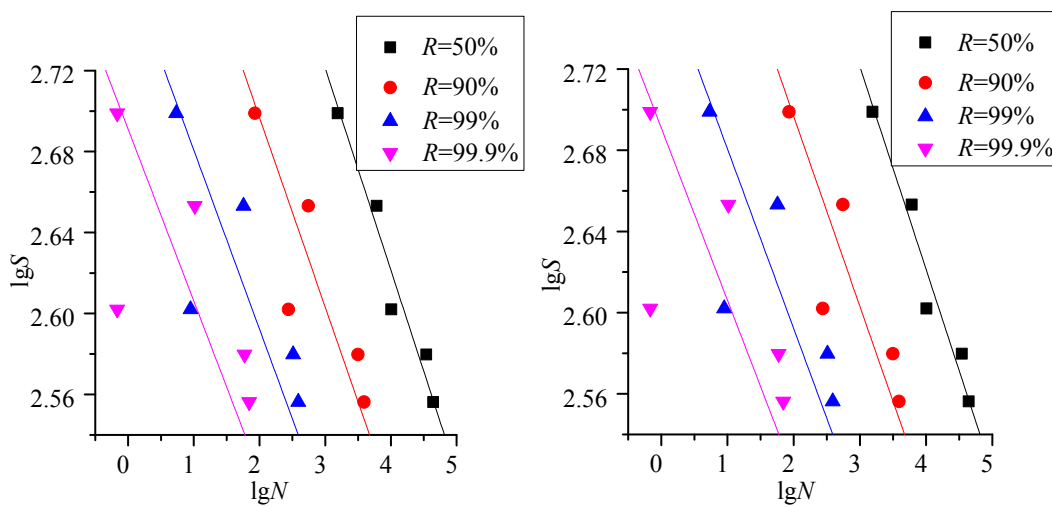 R=50%
R=90%
R=99%
R=99.9%
2.72
2.68
2.64
2.60
2.56
lgS
0 1 2 3 4 5
lgN
R=50%
R=90%
R=99%
R=99.9%
2.72
2.68
2.64
2.60
2.56
lgS
0 1 2 3 4 5
lgN